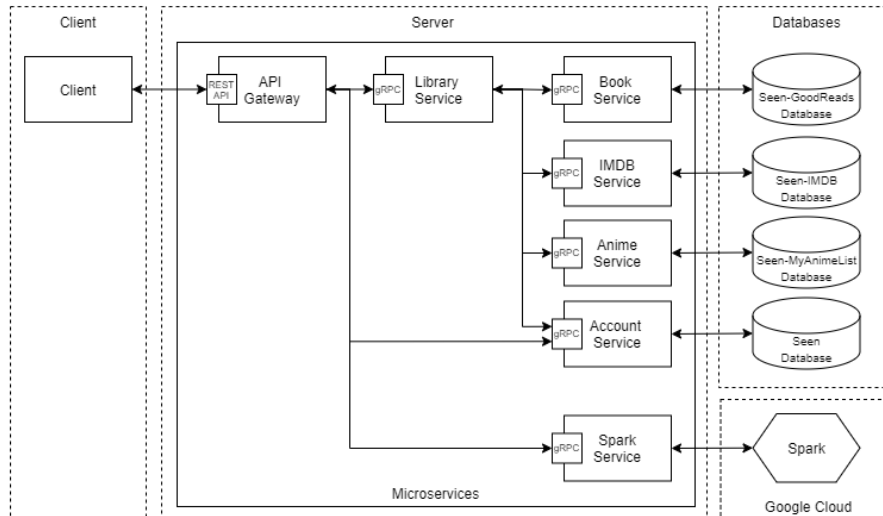 Client
Server
Databases
Client
REST
API
API
Gateway
gRPC
Library
Service
gRPC
Book
Service
Seen-GoodReads
Database
gRPC
IMDB
Service
Seen-IMDB
Database
gRPC
Anime
Service
Seen-MyAnimeList
Database
gRPC
Account
Service
Seen
Database
gRPC
Spark
Service
Spark
Microservices
Google Cloud